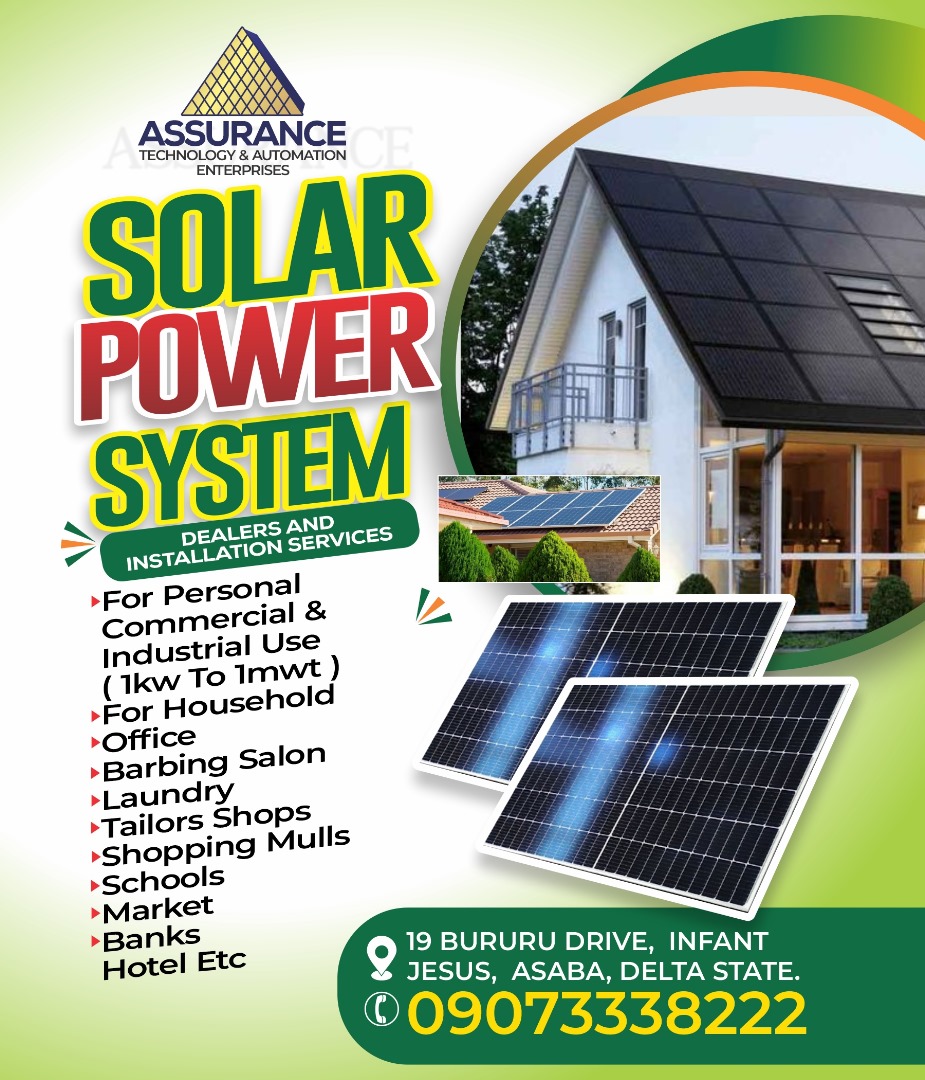 ASSURANCE
TECHNOLOGY & AUTOMATION
ENTERPRISES
SOLAR
POWER
SYSTEM
DEALERS AND
INSTALLATION SERVICES
For Personal
Commercial &
Industrial Use
( 1kw To 1mwt )
For Household
Office
Barbing Salon
Laundry
Tailors Shops
Shopping Mulls
Schools
Market
Banks
Hotel Etc
19 BURURU DRIVE, INFANT
JESUS, ASABA, DELTA STATE.
09073338222